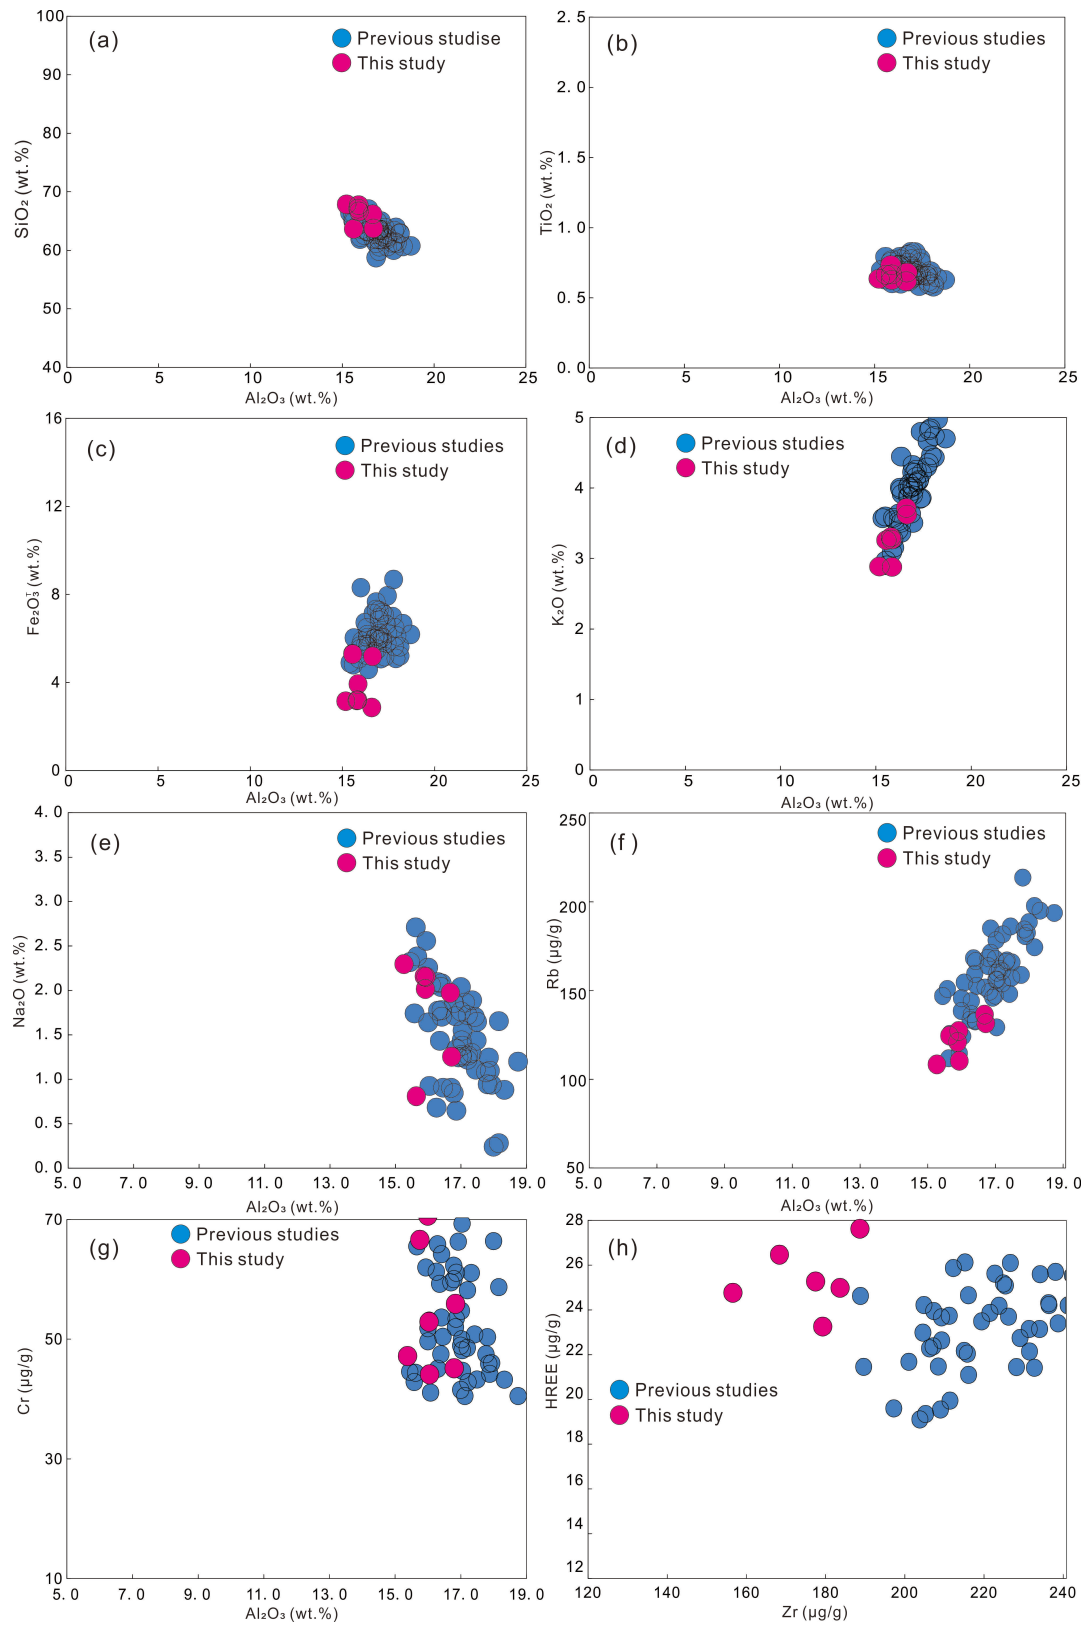 (a)
Previous studise
This study
100
90
80
70
60
50
40
SiO₂ (wt.%)
0 5 10 15 20 25
Al₂O₃ (wt.%)
(b)
Previous studies
This study
2.5
2.0
1.5
1.0
0.5
0.0
TiO₂ (wt.%)
0 5 10 15 20 25
Al₂O₃ (wt.%)
(c)
Previous studies
This study
16
12
8
4
0
Fe₂O₃ᵀ (wt.%)
0 5 10 15 20 25
Al₂O₃ (wt.%)
(d)
Previous studies
This study
5
4
3
2
1
0
K₂O (wt.%)
0 5 10 15 20 25
Al₂O₃ (wt.%)
(e)
Previous studies
This study
4.0
3.5
3.0
2.5
2.0
1.5
1.0
0.5
0.0
Na₂O (wt.%)
5.0 7.0 9.0 11.0 13.0 15.0 17.0 19.0
Al₂O₃ (wt.%)
(f)
Previous studies
This study
250
200
150
100
50
Rb (μg/g)
5.0 7.0 9.0 11.0 13.0 15.0 17.0 19.0
Al₂O₃ (wt.%)
(g)
Previous studies
This study
70
50
30
10
Cr (μg/g)
5.0 7.0 9.0 11.0 13.0 15.0 17.0 19.0
Al₂O₃ (wt.%)
(h)
Previous studies
This study
28
26
24
22
20
18
16
14
12
HREE (μg/g)
120 140 160 180 200 220 240
Zr (μg/g)